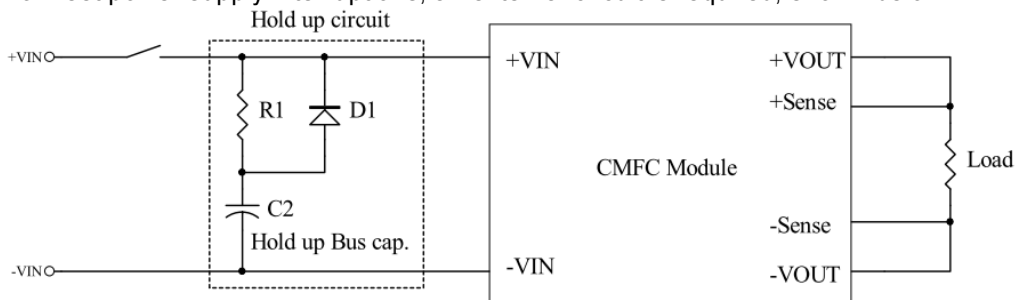 Hold up circuit
+VIN
+VIN
+VOUT
+Sense
R1
D1
CMFC Module
Load
C2
-Sense
Hold up Bus cap.
-VIN
-VIN
-VOUT